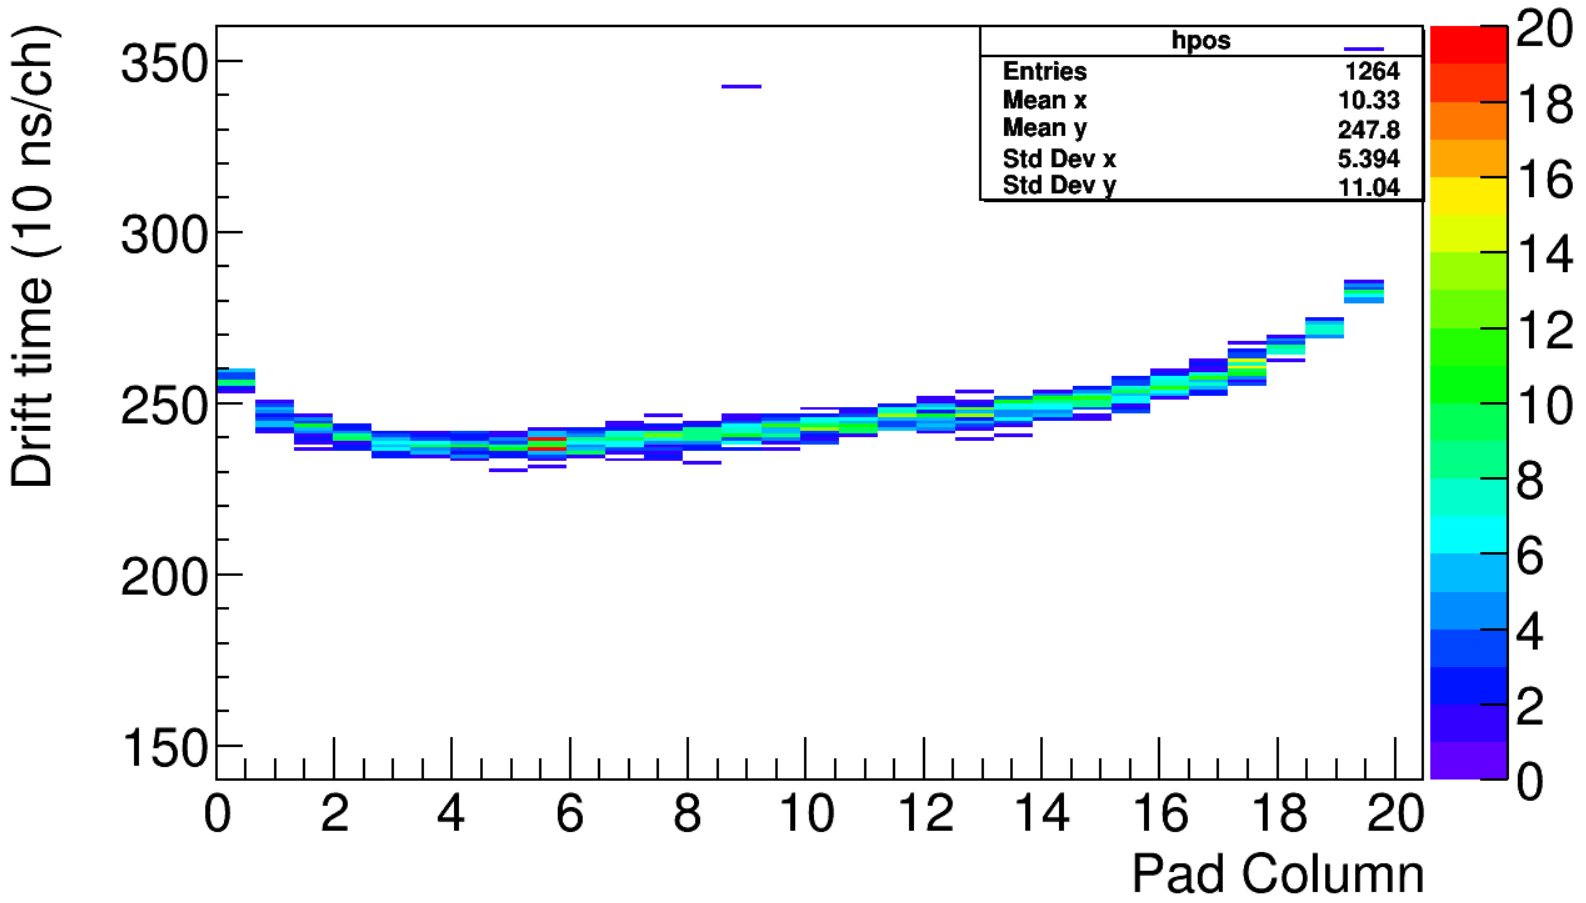 Drift time (10 ns/ch)
350
300
250
200
150
hpos
Entries 1264
Mean x 10.33
Mean y 247.8
Std Dev x 5.394
Std Dev y 11.04
20
18
16
14
12
10
8
6
4
2
0
0 2 4 6 8 10 12 14 16 18 20
Pad Column